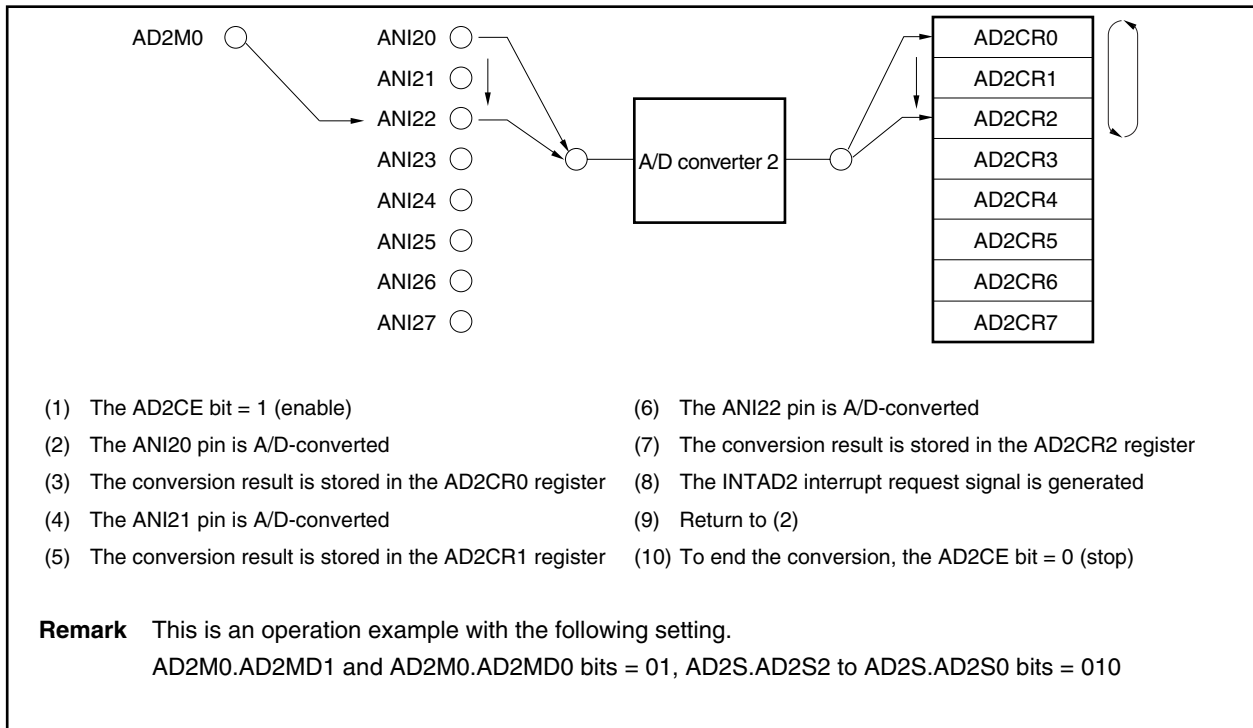 AD2M0 ANI20 AD2CR0
ANI21 AD2CR1
ANI22 AD2CR2
ANI23 A/D converter 2 AD2CR3
ANI24 AD2CR4
ANI25 AD2CR5
ANI26 AD2CR6
ANI27 AD2CR7
(1) The AD2CE bit = 1 (enable)
(2) The ANI20 pin is A/D-converted
(3) The conversion result is stored in the AD2CR0 register
(4) The ANI21 pin is A/D-converted
(5) The conversion result is stored in the AD2CR1 register
(6) The ANI22 pin is A/D-converted
(7) The conversion result is stored in the AD2CR2 register
(8) The INTAD2 interrupt request signal is generated
(9) Return to (2)
(10) To end the conversion, the AD2CE bit = 0 (stop)
Remark This is an operation example with the following setting.
AD2M0.AD2MD1 and AD2M0.AD2MD0 bits = 01, AD2S.AD2S2 to AD2S.AD2S0 bits = 010